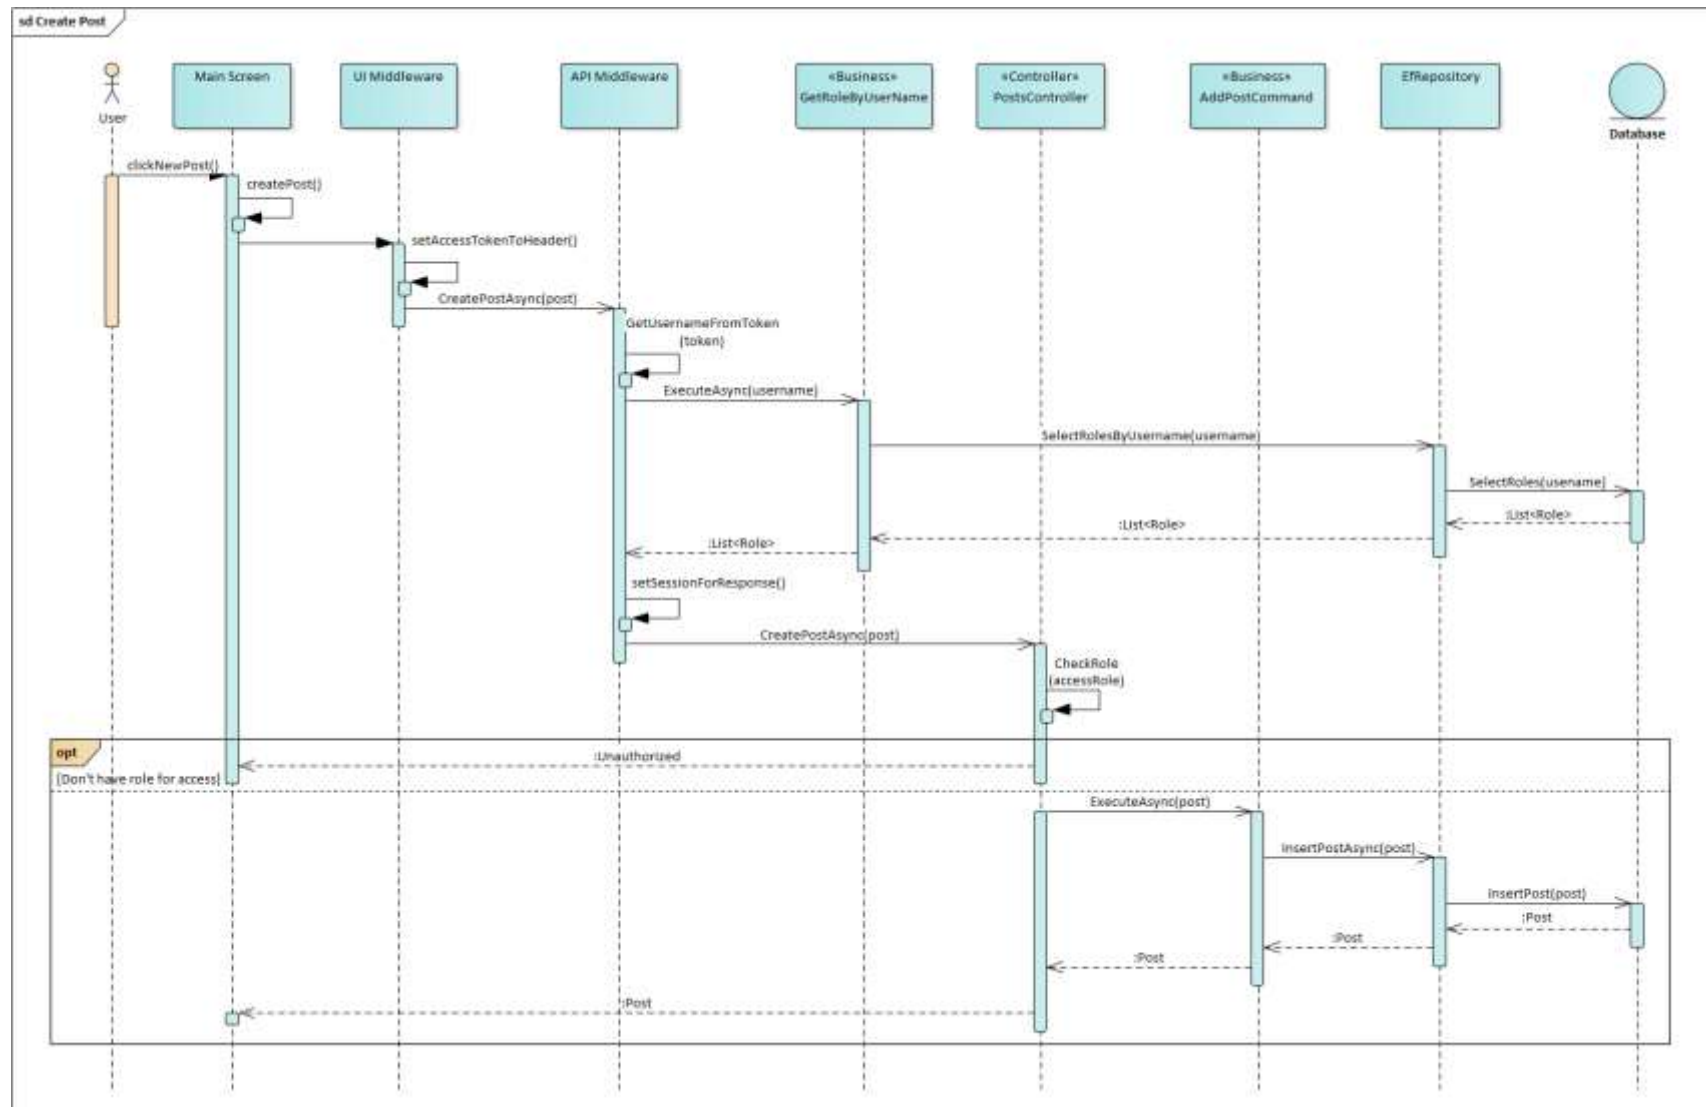 sd Create Post
User
Main Screen
UI Middleware
API Middleware
«Business»
GetRoleByUserName
«Controller»
PostsController
«Business»
AddPostCommand
EfRepository
Database
clickNewPost()
createPost()
setAccessTokenToHeader()
CreatePostAsync(post)
GetUsernameFromToken
(token)
ExecuteAsync(username)
SelectRolesByUsername(username)
SelectRoles(usename)
:List<Role>
:List<Role>
:List<Role>
setSessionForResponse()
CreatePostAsync(post)
CheckRole
(accessRole)
opt
:Unauthorized
[Don't have role for access]
ExecuteAsync(post)
InsertPostAsync(post)
InsertPost(post)
:Post
:Post
:Post
:Post